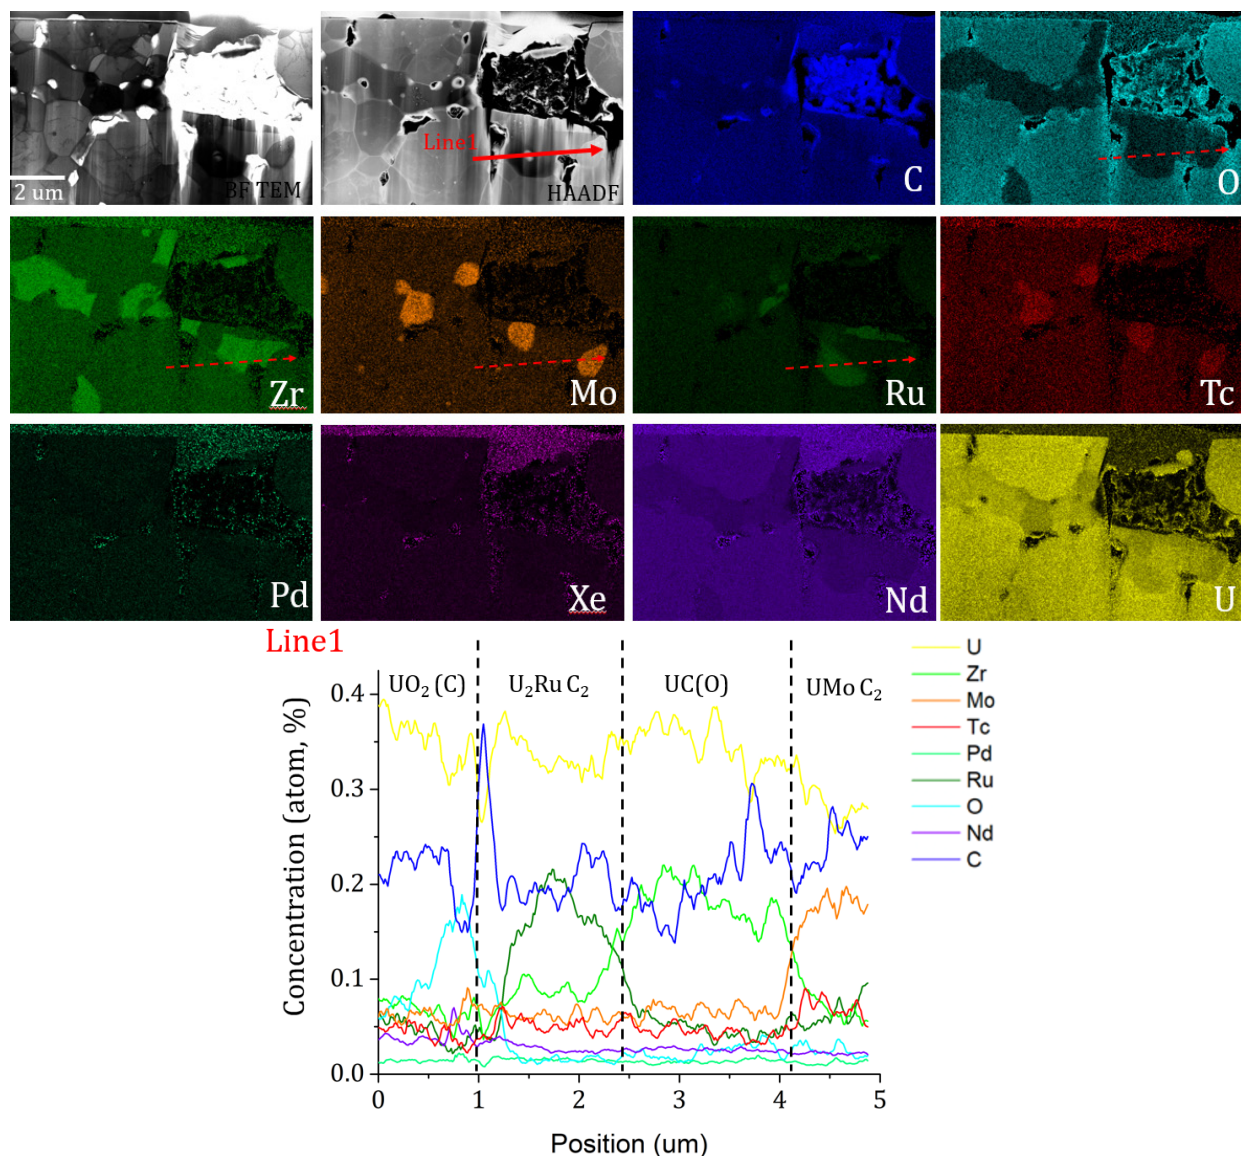 2 um
BF TEM
Line1
HAADF
C
O
Zr
Mo
Ru
Tc
Pd
Xe
Nd
U
Line1
UO₂ (C)
U₂Ru C₂
UC(O)
UMo C₂
0.4
0.3
0.2
0.1
0.0
Concentration (atom, %)
0 1 2 3 4 5
Position (um)
U
Zr
Mo
Tc
Pd
Ru
O
Nd
C